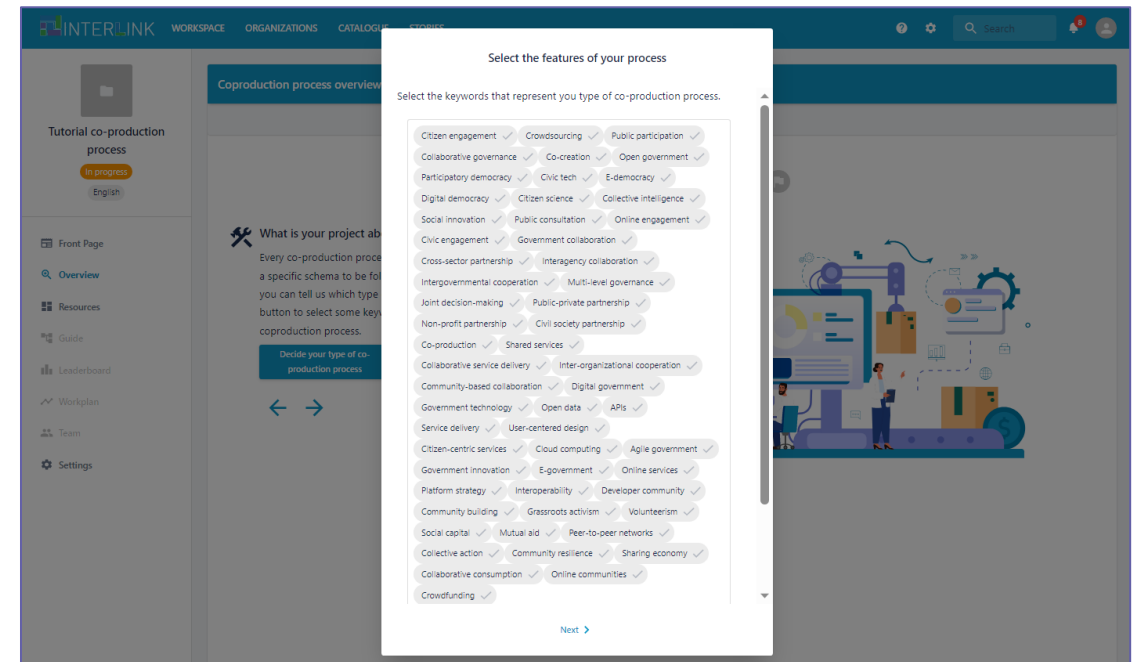 INTERLINK WORKSPACE ORGANIZATIONS CATALOGUE STORIES Search 8
Tutorial co-production
process
In progress
English
Front Page
Overview
Resources
Guide
Leaderboard
Workplan
Team
Settings
Coproduction process overview
What is your project ab
Every co-production proce
a specific schema to be fol
you can tell us which type
button to select some keyw
coproduction process.
Decide your type of co-
production process
Select the features of your process
Select the keywords that represent you type of co-production process.
Citizen engagement Crowdsourcing Public participation
Collaborative governance Co-creation Open government
Participatory democracy Civic tech E-democracy
Digital democracy Citizen science Collective intelligence
Social innovation Public consultation Online engagement
Civic engagement Government collaboration
Cross-sector partnership Interagency collaboration
Intergovernmental cooperation Multi-level governance
Joint decision-making Public-private partnership
Non-profit partnership Civil society partnership
Co-production Shared services
Collaborative service delivery Inter-organizational cooperation
Community-based collaboration Digital government
Government technology Open data APIs
Service delivery User-centered design
Citizen-centric services Cloud computing Agile government
Government innovation E-government Online services
Platform strategy Interoperability Developer community
Community building Grassroots activism Volunteerism
Social capital Mutual aid Peer-to-peer networks
Collective action Community resilience Sharing economy
Collaborative consumption Online communities
Crowdfunding
Next